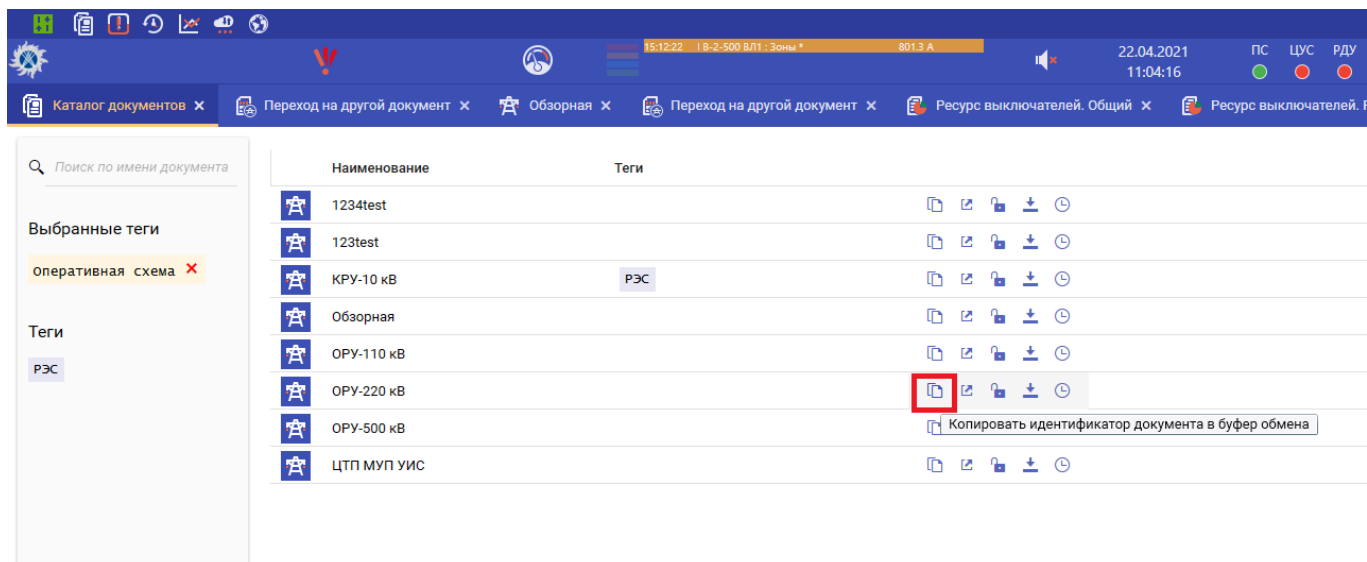 15:12:22 I В-2-500 ВЛ1 : Зоны * 801.3 А
22.04.2021
11:04:16
ПС ЦУС РДУ
Каталог документов × Переход на другой документ × Обзорная × Переход на другой документ × Ресурс выключателей. Общий × Ресурс выключателей.
Поиск по имени документа
Выбранные теги
Оперативная схема ×
Теги
РЭС
Наименование Теги
1234test
123test
КРУ-10 кВ РЭС
Обзорная
ОРУ-110 кВ
ОРУ-220 кВ
Копировать идентификатор документа в буфер обмена
ОРУ-500 кВ
ЦТП МУП УИС